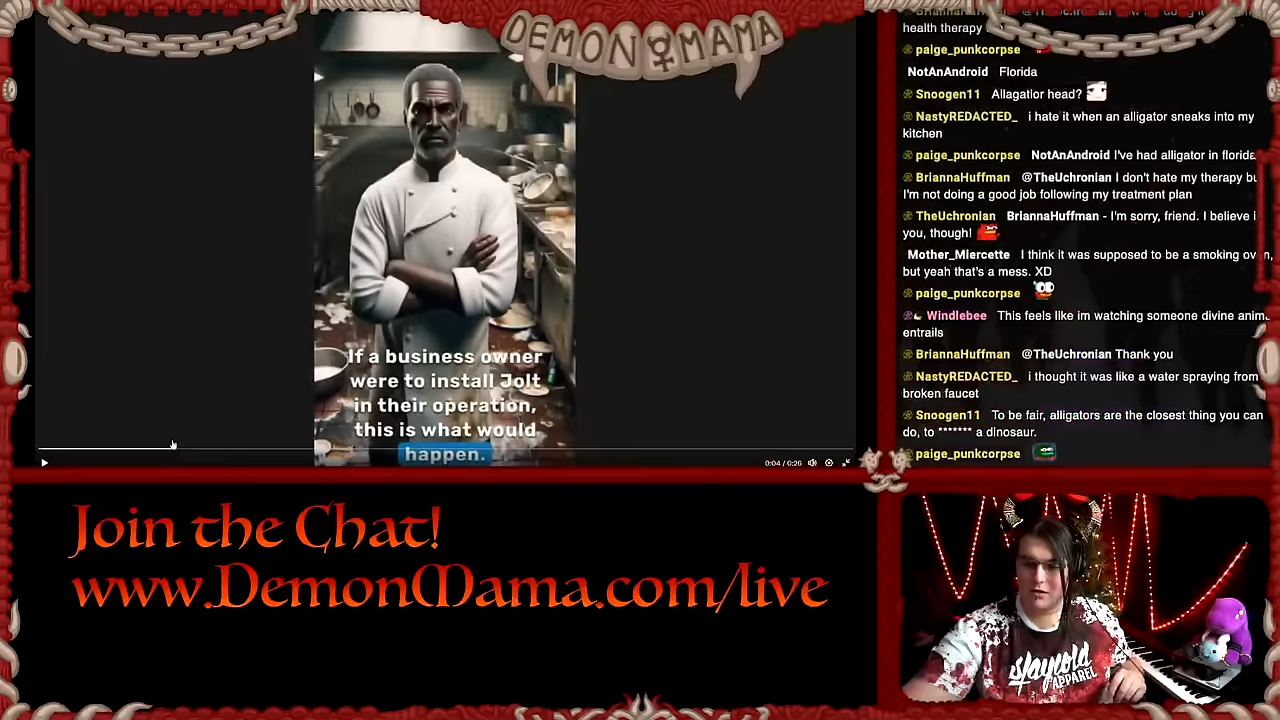 DEMON MAMA
If a business owner
were to install Jolt
in their operation,
this is what would
happen.
0:04 / 0:26
health therapy
paige_punkcorpse
NotAnAndroid Florida
Snoogen11 Allagatior head?
NastyREDACTED_ i hate it when an alligator sneaks into my
kitchen
paige_punkcorpse NotAnAndroid I've had alligator in florida
BriannaHuffman @TheUchronian I don't hate my therapy bu
I'm not doing a good job following my treatment plan
TheUchronian BriannaHuffman - I'm sorry, friend. I believe i
you, though!
Mother_Miercette I think it was supposed to be a smoking oven,
but yeah that's a mess. XD
paige_punkcorpse
Windlebee This feels like im watching someone divine anim
entrails
BriannaHuffman @TheUchronian Thank you
NastyREDACTED_ i thought it was like a water spraying from
broken faucet
Snoogen11 To be fair, alligators are the closest thing you can
do, to ******* a dinosaur.
paige_punkcorpse
Join the Chat!
www.DemonMama.com/live
staycold
APPAREL